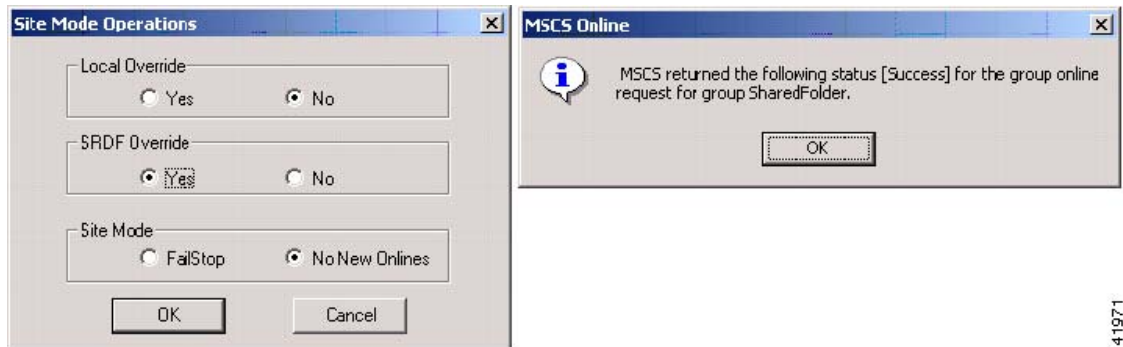 Site Mode Operations
Local Override
Yes No
SRDF Override
Yes No
Site Mode
FailStop No New Onlines
OK Cancel
MSCS Online
MSCS returned the following status [Success] for the group online
request for group SharedFolder.
OK
41971